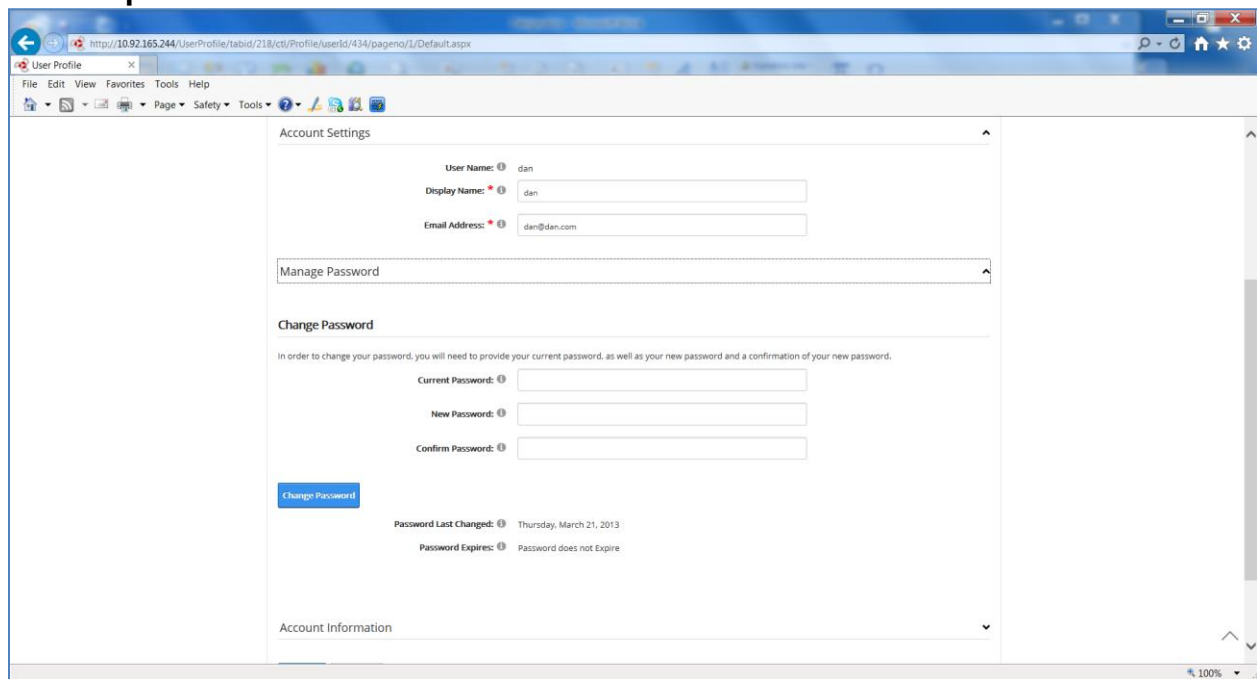 http://10.92.165.244/UserProfile/tabid/218/ctl/Profile/userId/434/pageno/1/Default.aspx
User Profile
File Edit View Favorites Tools Help
Page Safety Tools
Account Settings
User Name: dan
Display Name: * dan
Email Address: * dan@dan.com
Manage Password
Change Password
In order to change your password, you will need to provide your current password, as well as your new password and a confirmation of your new password.
Current Password:
New Password:
Confirm Password:
Change Password
Password Last Changed: Thursday, March 21, 2013
Password Expires: Password does not Expire
Account Information
100%